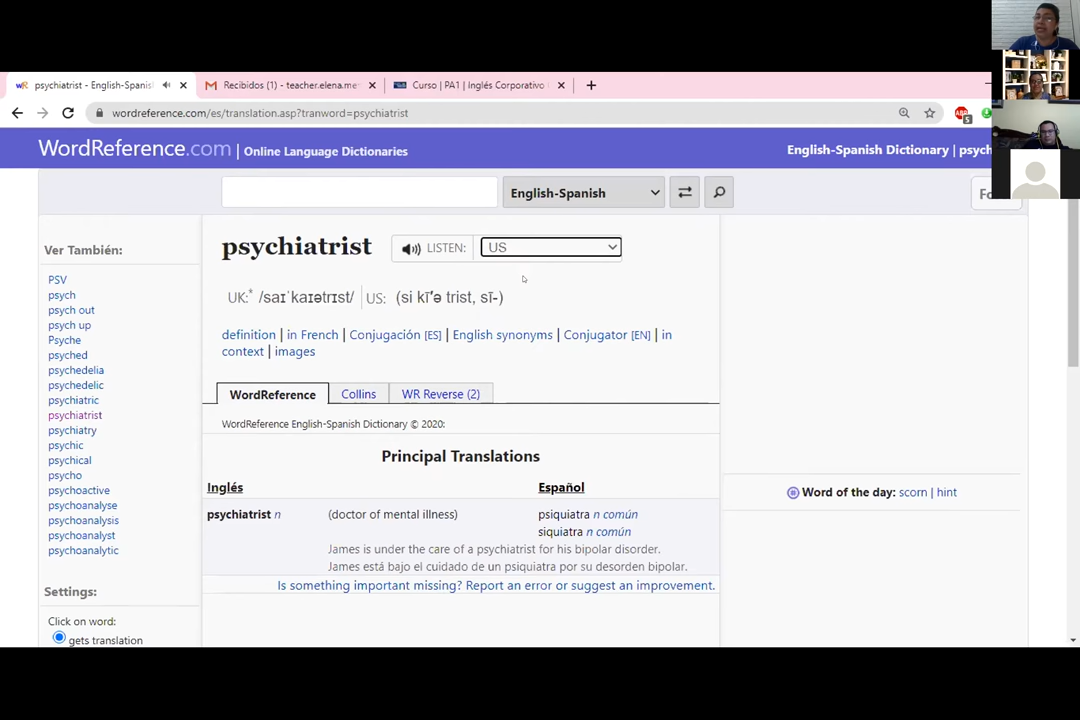 psychiatrist - English-Spanis
Recibidos (1) - teacher.elena.me
Curso | PA1 | Inglés Corporativo
wordreference.com/es/translation.asp?tranword=psychiatrist
WordReference.com | Online Language Dictionaries
English-Spanish Dictionary | psych
English-Spanish
Ver También:
PSV
psych
psych out
psych up
Psyche
psyched
psychedelia
psychedelic
psychiatric
psychiatrist
psychiatry
psychic
psychical
psycho
psychoactive
psychoanalyse
psychoanalysis
psychoanalyst
psychoanalytic
Settings:
Click on word:
gets translation
psychiatrist
LISTEN:
US
UK:* /saɪˈkaɪətrɪst/ US: (si kī′ə trist, sī-)
definition | in French | Conjugación [ES] | English synonyms | Conjugator [EN] | in
context | images
WordReference
Collins
WR Reverse (2)
WordReference English-Spanish Dictionary © 2020:
Principal Translations
Inglés Español
psychiatrist n (doctor of mental illness) psiquiatra n común
siquiatra n común
James is under the care of a psychiatrist for his bipolar disorder.
James está bajo el cuidado de un psiquiatra por su desorden bipolar.
Is something important missing? Report an error or suggest an improvement.
Word of the day: scorn | hint